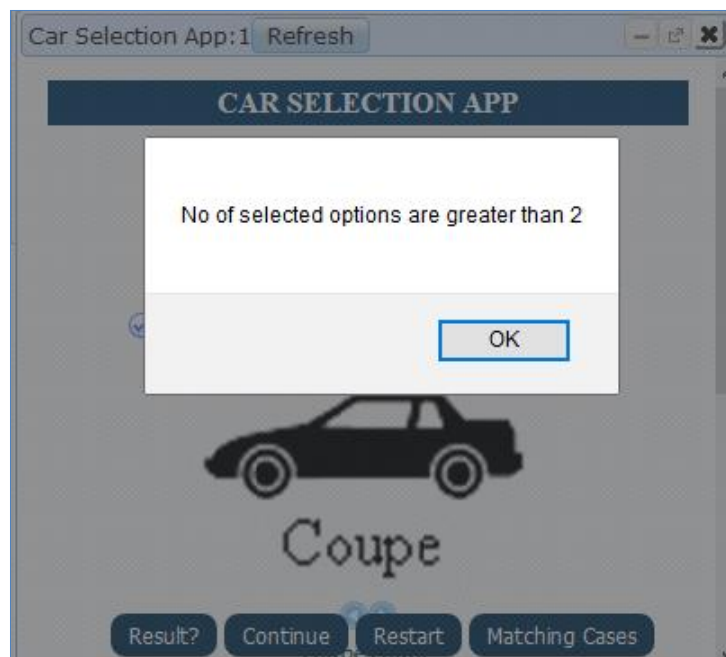 Car Selection App:1 Refresh
CAR SELECTION APP
No of selected options are greater than 2
OK
Coupe
Result? Continue Restart Matching Cases